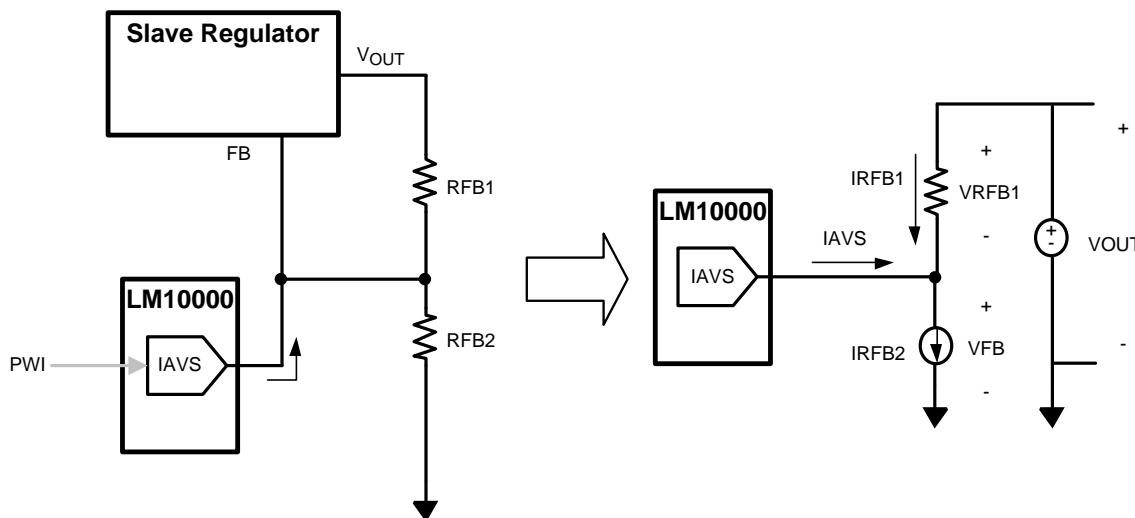 Slave Regulator
VOUT
FB
RFB1
LM10000
PWI
IAVS
RFB2
LM10000
IAVS
IAVS
IRFB1
+
VRFB1
-
+
IRFB2
VFB
-
+
-
+
VOUT
-